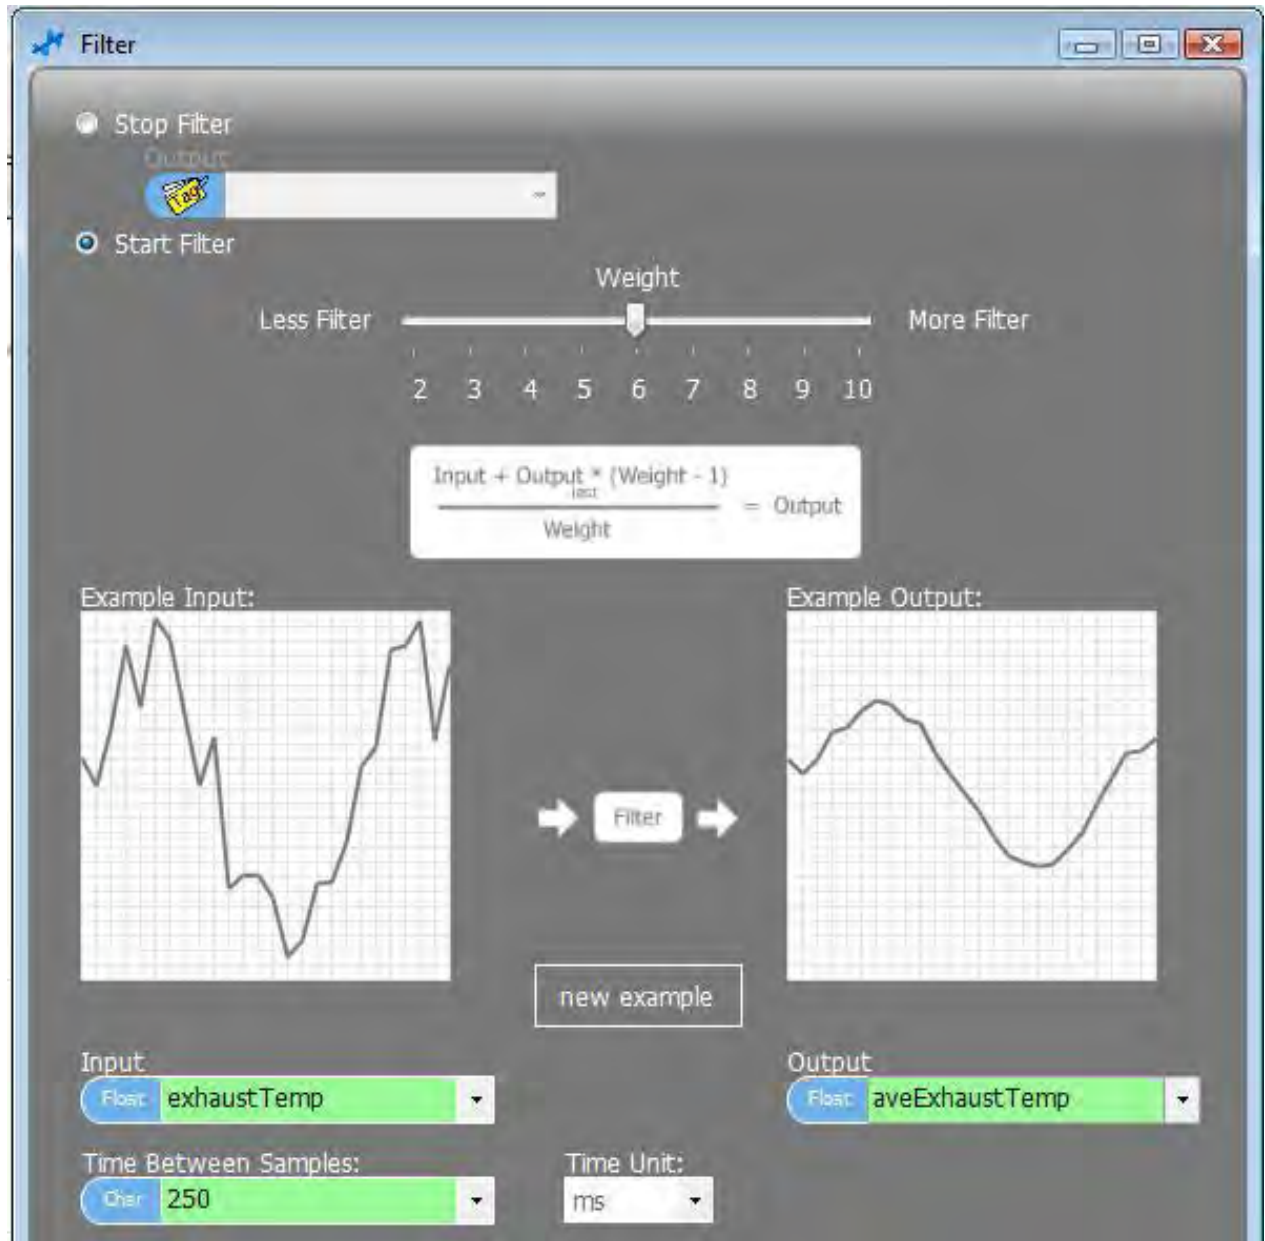 Filter
Stop Filter
Output
Tag
Start Filter
Weight
Less Filter
More Filter
2 3 4 5 6 7 8 9 10
Input + Output * (Weight - 1)
last
= Output
Weight
Example Input:
Example Output:
Filter
new example
Input
Output
Float exhaustTemp
Float aveExhaustTemp
Time Between Samples:
Time Unit:
Char 250
ms